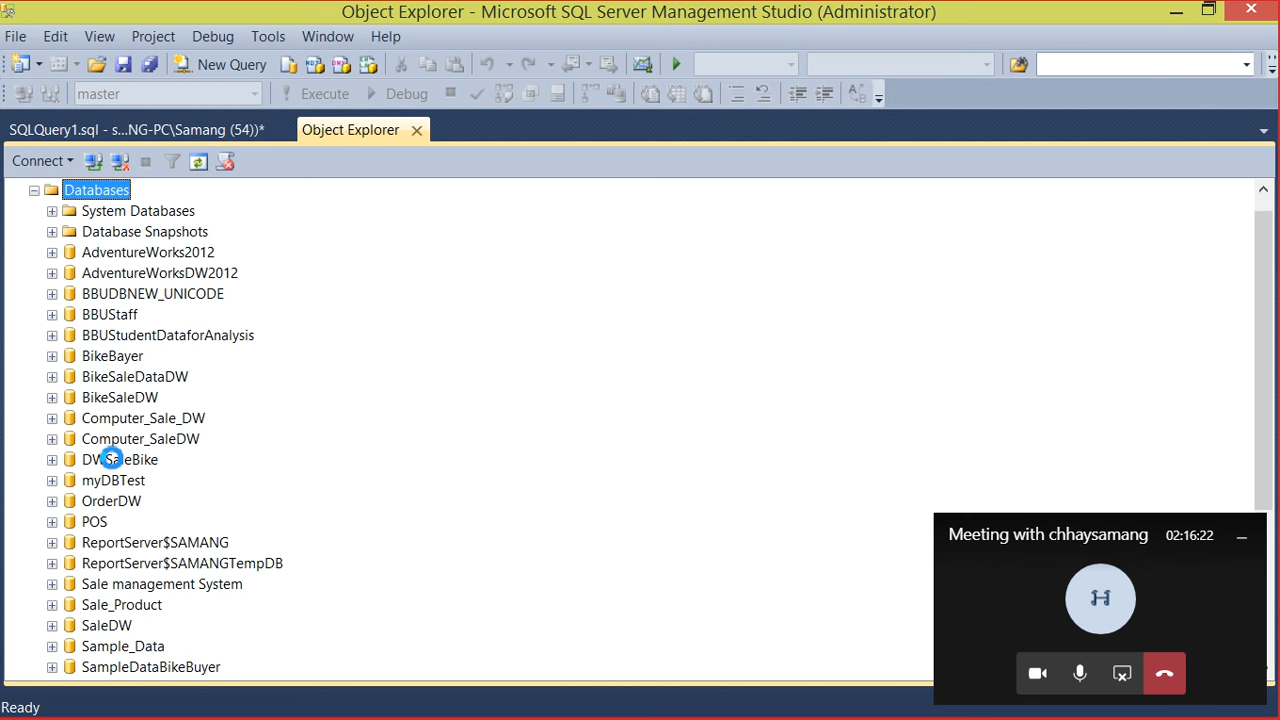 Object Explorer - Microsoft SQL Server Management Studio (Administrator)
File Edit View Project Debug Tools Window Help
New Query
master Execute Debug
SQLQuery1.sql - s...NG-PC\Samang (54))* Object Explorer
Connect
Databases
System Databases
Database Snapshots
AdventureWorks2012
AdventureWorksDW2012
BBUDBNEW_UNICODE
BBUStaff
BBUStudentDataforAnalysis
BikeBayer
BikeSaleDataDW
BikeSaleDW
Computer_Sale_DW
Computer_SaleDW
DWSaleBike
myDBTest
OrderDW
POS
ReportServer$SAMANG
ReportServer$SAMANGTempDB
Sale management System
Sale_Product
SaleDW
Sample_Data
SampleDataBikeBuyer
Meeting with chhaysamang 02:16:22
Ready